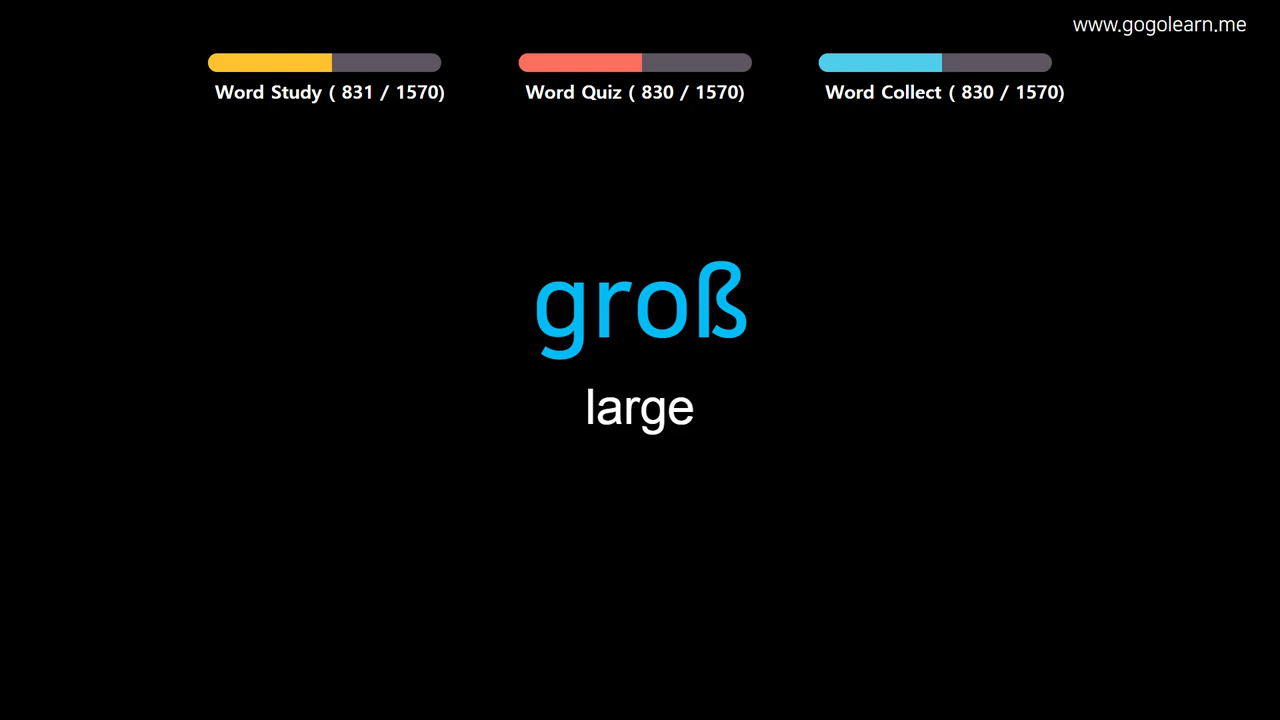 www.gogolearn.me
Word Study ( 831 / 1570)
Word Quiz ( 830 / 1570)
Word Collect ( 830 / 1570)
groß
large